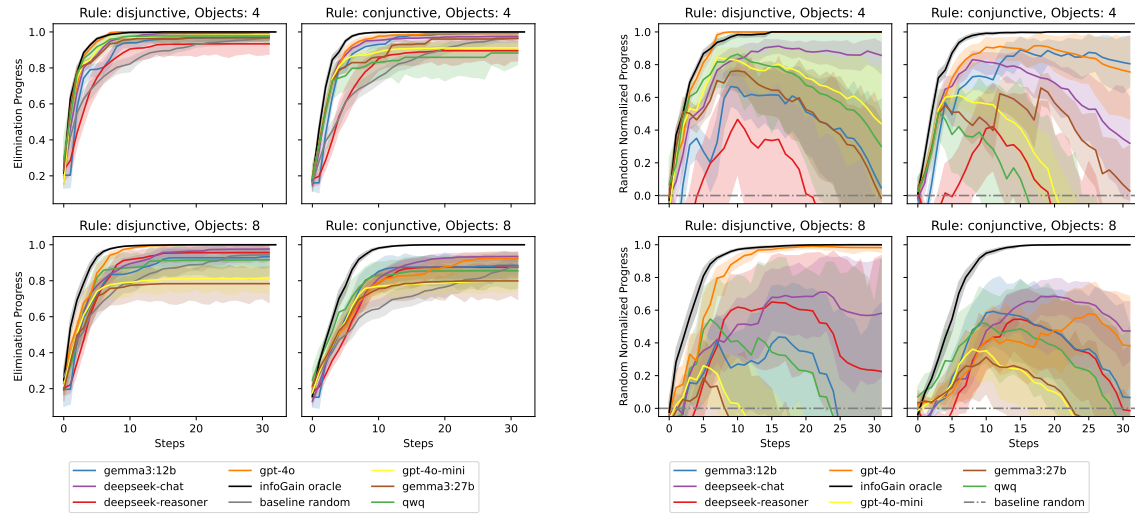 Rule: disjunctive, Objects: 4
Rule: conjunctive, Objects: 4
Elimination Progress
1.0
0.8
0.6
0.4
0.2
Rule: disjunctive, Objects: 8
Rule: conjunctive, Objects: 8
Elimination Progress
1.0
0.8
0.6
0.4
0.2
0 10 20 30
0 10 20 30
Steps
gemma3:12b gpt-4o gpt-4o-mini
deepseek-chat infoGain oracle gemma3:27b
deepseek-reasoner baseline random qwq
Rule: disjunctive, Objects: 4
Rule: conjunctive, Objects: 4
Random Normalized Progress
1.0
0.8
0.6
0.4
0.2
0.0
Rule: disjunctive, Objects: 8
Rule: conjunctive, Objects: 8
Random Normalized Progress
1.0
0.8
0.6
0.4
0.2
0.0
0 5 10 15 20 25 30
0 5 10 15 20 25 30
Steps
gemma3:12b gpt-4o gemma3:27b
deepseek-chat infoGain oracle qwq
deepseek-reasoner gpt-4o-mini baseline random